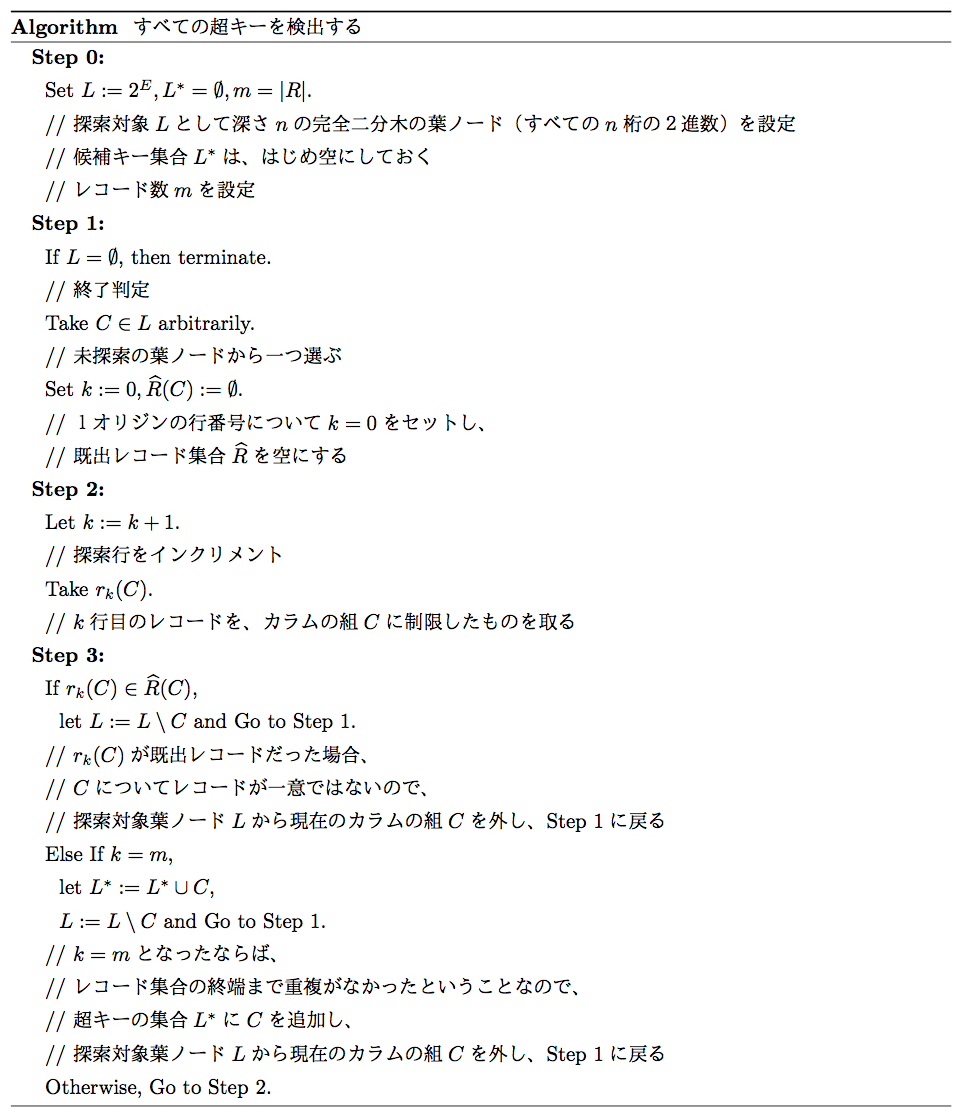 Algorithm すべての超キーを検出する
Step 0:
Set L := 2^E, L* = ∅, m = |R|.
// 探索対象 L として深さ n の完全二分木の葉ノード（すべての n 桁の２進数）を設定
// 候補キー集合 L* は、はじめ空にしておく
// レコード数 m を設定
Step 1:
If L = ∅, then terminate.
// 終了判定
Take C ∈ L arbitrarily.
// 未探索の葉ノードから一つ選ぶ
Set k := 0, R̂(C) := ∅.
// １オリジンの行番号について k = 0 をセットし、
// 既出レコード集合 R̂ を空にする
Step 2:
Let k := k + 1.
// 探索行をインクリメント
Take r_k(C).
// k 行目のレコードを、カラムの組 C に制限したものを取る
Step 3:
If r_k(C) ∈ R̂(C),
let L := L \ C and Go to Step 1.
// r_k(C) が既出レコードだった場合、
// C についてレコードが一意ではないので、
// 探索対象葉ノード L から現在のカラムの組 C を外し、Step 1 に戻る
Else If k = m,
let L* := L* ∪ C,
L := L \ C and Go to Step 1.
// k = m となったならば、
// レコード集合の終端まで重複がなかったということなので、
// 超キーの集合 L* に C を追加し、
// 探索対象葉ノード L から現在のカラムの組 C を外し、Step 1 に戻る
Otherwise, Go to Step 2.